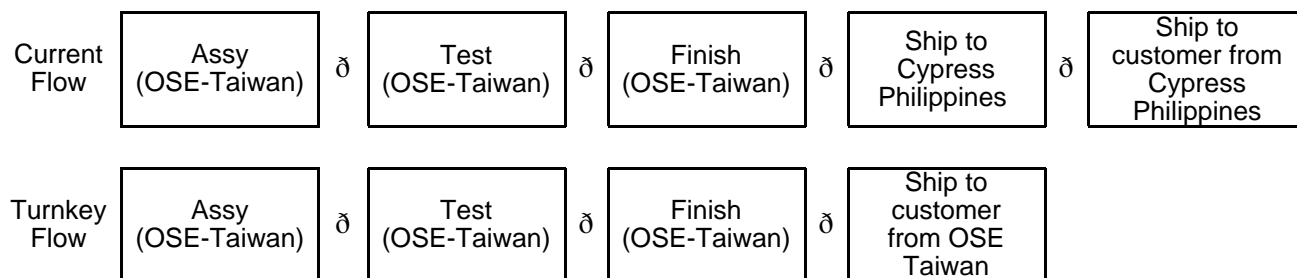 Current
Flow
Assy
(OSE-Taiwan)
ð
Test
(OSE-Taiwan)
ð
Finish
(OSE-Taiwan)
ð
Ship to
Cypress
Philippines
ð
Ship to
customer from
Cypress
Philippines
Turnkey
Flow
Assy
(OSE-Taiwan)
ð
Test
(OSE-Taiwan)
ð
Finish
(OSE-Taiwan)
ð
Ship to
customer
from OSE
Taiwan